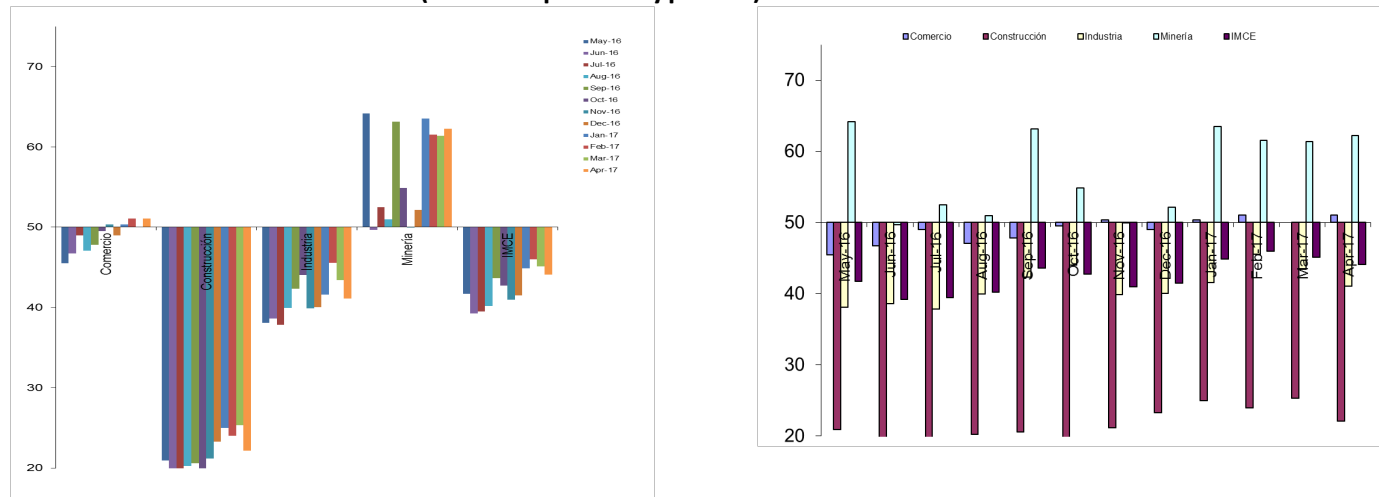 70
60
50
40
30
20
Comercio
Construcción
Industria
Minería
IMCE
May-16
Jun-16
Jul-16
Aug-16
Sep-16
Oct-16
Nov-16
Dec-16
Jan-17
Feb-17
Mar-17
Apr-17
Comercio Construcción Industria Minería IMCE
70
60
50
40
30
20
May-16
Jun-16
Jul-16
Aug-16
Sep-16
Oct-16
Nov-16
Dec-16
Jan-17
Feb-17
Mar-17
Apr-17